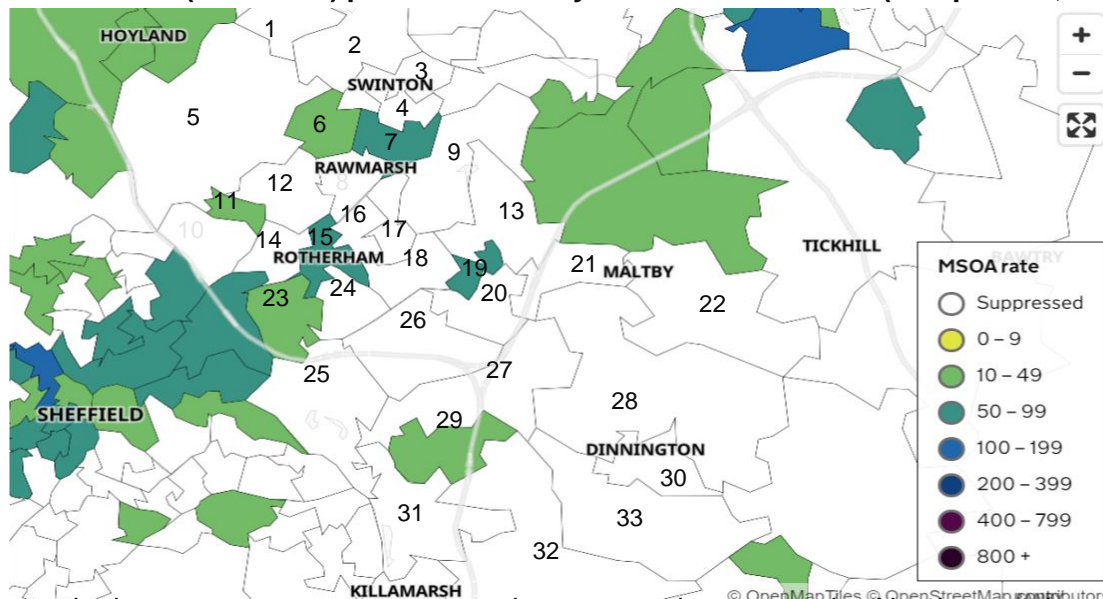 HOYLAND
1
2
3
SWINTON
4
5
6
7
9
RAWMARSH
8
12
11
16
13
10
14
15
17
ROTHERHAM
18
19
21
MALTBY
TICKHILL
BAWTRY
23
24
20
22
26
25
27
28
29
SHEFFIELD
DINNINGTON
30
31
33
32
KILLAMARSH
+
−
MSOA rate
Suppressed
0 – 9
10 – 49
50 – 99
100 – 199
200 – 399
400 – 799
800 +
© OpenMapTiles © OpenStreetMap contributors